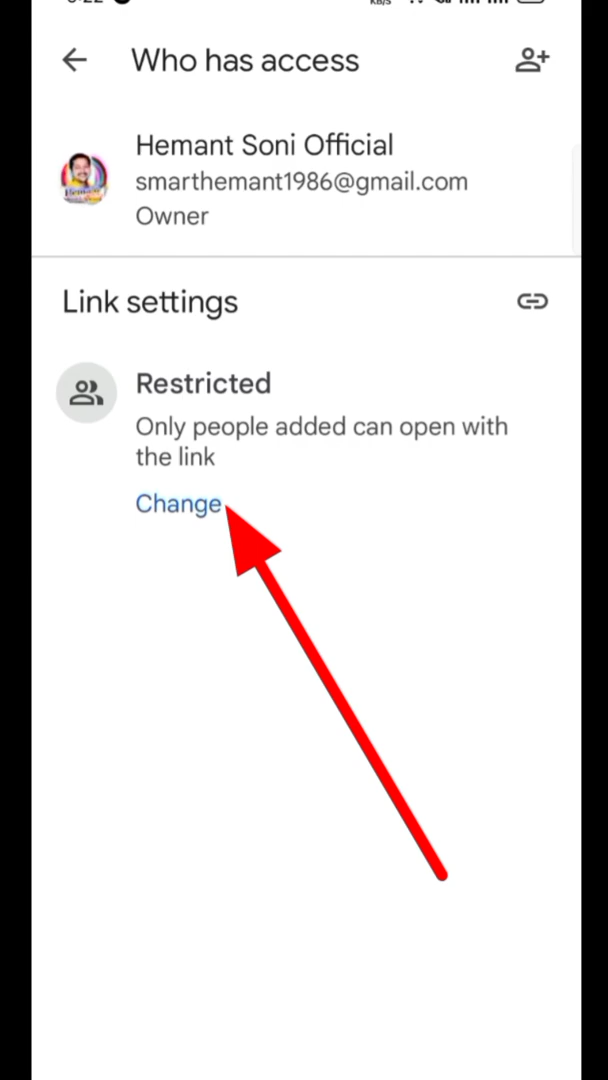 Who has access
Hemant Soni Official
smarthemant1986@gmail.com
Owner
Link settings
Restricted
Only people added can open with
the link
Change